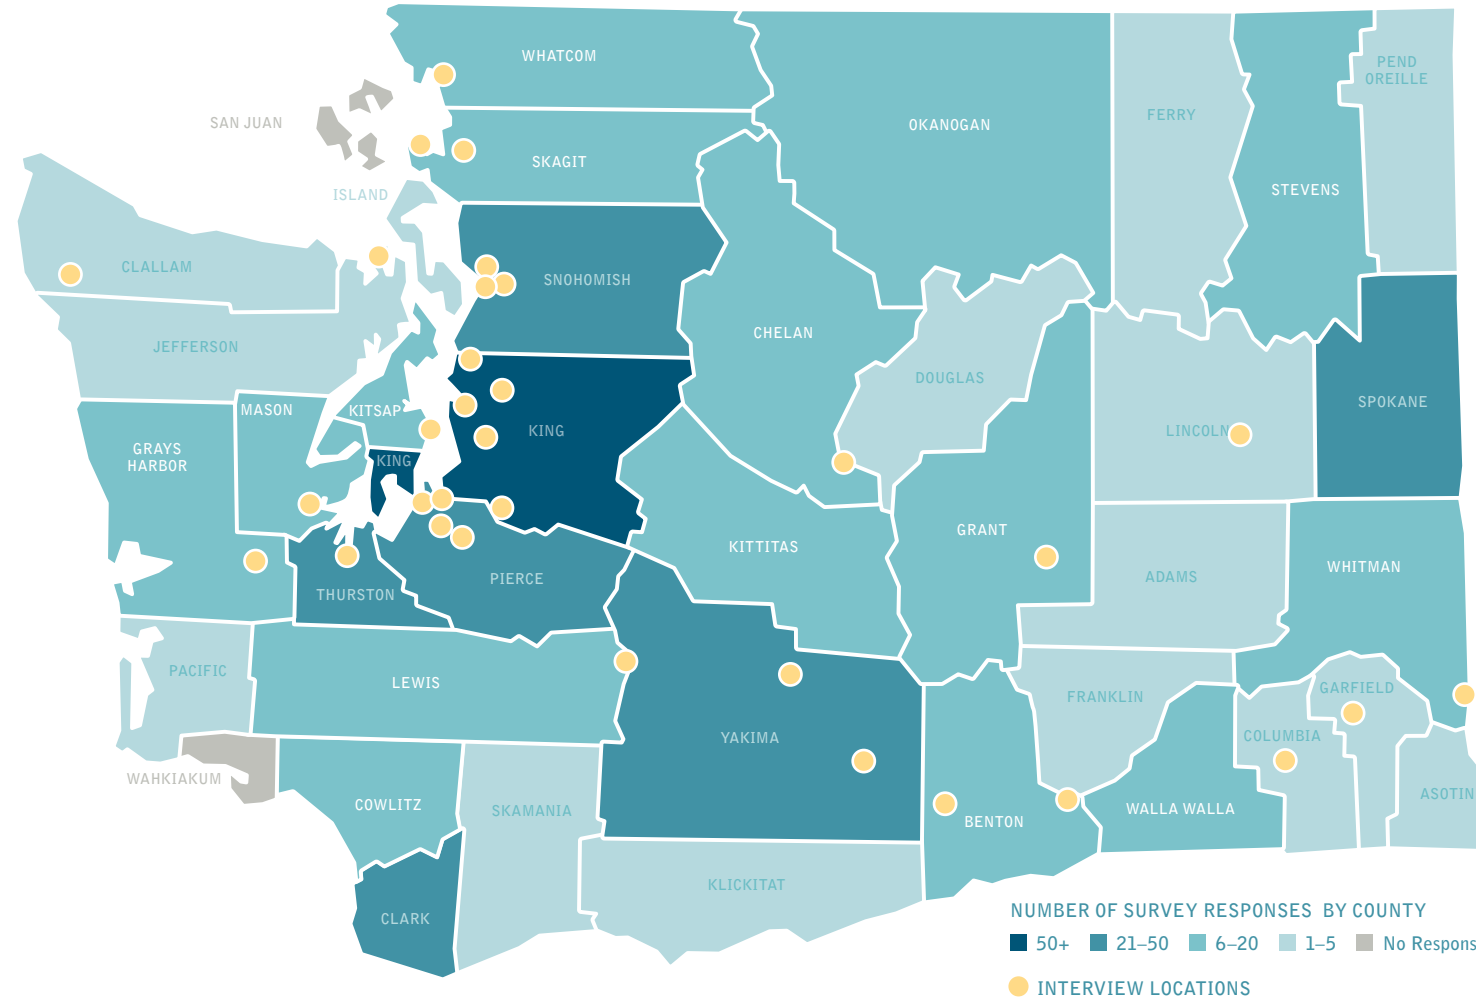 WHATCOM
PEND
OREILLE
FERRY
SAN JUAN
OKANOGAN
SKAGIT
STEVENS
ISLAND
CLALLAM
SNOHOMISH
CHELAN
JEFFERSON
DOUGLAS
SPOKANE
MASON
KITSAP
KING
LINCOLN
GRAYS
HARBOR
KING
GRANT
KITTITAS
WHITMAN
ADAMS
PIERCE
THURSTON
PACIFIC
LEWIS
GARFIELD
FRANKLIN
YAKIMA
COLUMBIA
WAHKIAKUM
ASOTIN
COWLITZ
SKAMANIA
WALLA WALLA
BENTON
KLICKITAT
CLARK
NUMBER OF SURVEY RESPONSES BY COUNTY
50+ 21–50 6–20 1–5 No Respons
INTERVIEW LOCATIONS